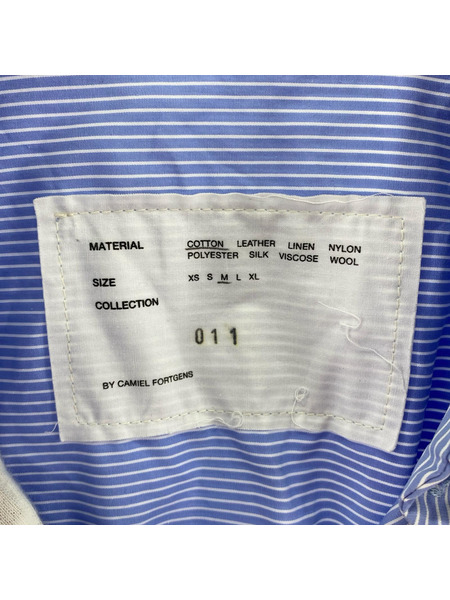 MATERIAL COTTON LEATHER LINEN NYLON
POLYESTER SILK VISCOSE WOOL
SIZE XS S M L XL
COLLECTION
011
BY CAMIEL FORTGENS